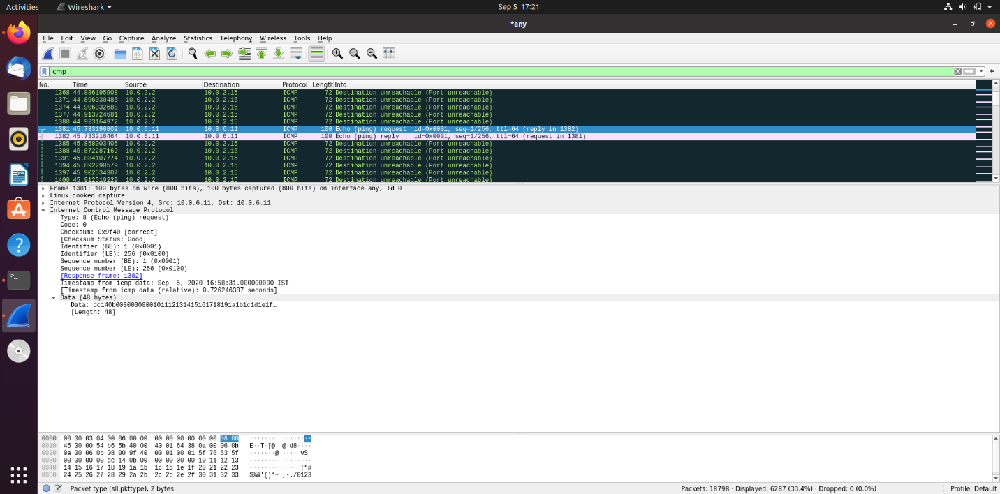 Activities Wireshark Sep 5 17:21
*any
File Edit View Go Capture Analyze Statistics Telephony Wireless Tools Help
icmp
No. Time Source Destination Protocol Length Info
1368 44.886195908 10.0.2.2 10.0.2.15 ICMP 72 Destination unreachable (Port unreachable)
1371 44.896030485 10.0.2.2 10.0.2.15 ICMP 72 Destination unreachable (Port unreachable)
1374 44.906332688 10.0.2.2 10.0.2.15 ICMP 72 Destination unreachable (Port unreachable)
1377 44.913724681 10.0.2.2 10.0.2.15 ICMP 72 Destination unreachable (Port unreachable)
1380 44.923164972 10.0.2.2 10.0.2.15 ICMP 72 Destination unreachable (Port unreachable)
1381 45.733190802 10.0.6.11 10.0.6.11 ICMP 100 Echo (ping) request id=0x0001, seq=1/256, ttl=64 (reply in 1382)
1382 45.733216464 10.0.6.11 10.0.6.11 ICMP 100 Echo (ping) reply id=0x0001, seq=1/256, ttl=64 (request in 1381)
1385 45.858003405 10.0.2.2 10.0.2.15 ICMP 72 Destination unreachable (Port unreachable)
1388 45.872287169 10.0.2.2 10.0.2.15 ICMP 72 Destination unreachable (Port unreachable)
1391 45.884107774 10.0.2.2 10.0.2.15 ICMP 72 Destination unreachable (Port unreachable)
1394 45.892290579 10.0.2.2 10.0.2.15 ICMP 72 Destination unreachable (Port unreachable)
1397 45.902534307 10.0.2.2 10.0.2.15 ICMP 72 Destination unreachable (Port unreachable)
1400 45.912519229 10.0.2.2 10.0.2.15 ICMP 72 Destination unreachable (Port unreachable)
Frame 1381: 100 bytes on wire (800 bits), 100 bytes captured (800 bits) on interface any, id 0
Linux cooked capture
Internet Protocol Version 4, Src: 10.0.6.11, Dst: 10.0.6.11
Internet Control Message Protocol
Type: 8 (Echo (ping) request)
Code: 0
Checksum: 0x9f40 [correct]
[Checksum Status: Good]
Identifier (BE): 1 (0x0001)
Identifier (LE): 256 (0x0100)
Sequence number (BE): 1 (0x0001)
Sequence number (LE): 256 (0x0100)
[Response frame: 1382]
Timestamp from icmp data: Sep  5, 2020 16:58:31.000000000 IST
[Timestamp from icmp data (relative): 0.726246387 seconds]
Data (48 bytes)
Data: dc140b0000000000101112131415161718191a1b1c1d1e1f…
[Length: 48]
0000 00 00 03 04 00 06 00 00 00 00 00 00 00 00 08 00 ········ ········
0010 45 00 00 54 b6 5b 40 00 40 01 64 38 0a 00 06 0b E··T·[@· @·d8····
0020 0a 00 06 0b 08 00 9f 40 00 01 00 01 5f 76 53 5f ·······@ ····_vS_
0030 00 00 00 00 dc 14 0b 00 00 00 00 00 10 11 12 13 ········ ········
0040 14 15 16 17 18 19 1a 1b 1c 1d 1e 1f 20 21 22 23 ········ ···· !"#
0050 24 25 26 27 28 29 2a 2b 2c 2d 2e 2f 30 31 32 33 $%&'()*+ ,-./0123
Packet type (sll.pkttype), 2 bytes Packets: 18798 · Displayed: 6287 (33.4%) · Dropped: 0 (0.0%) Profile: Default